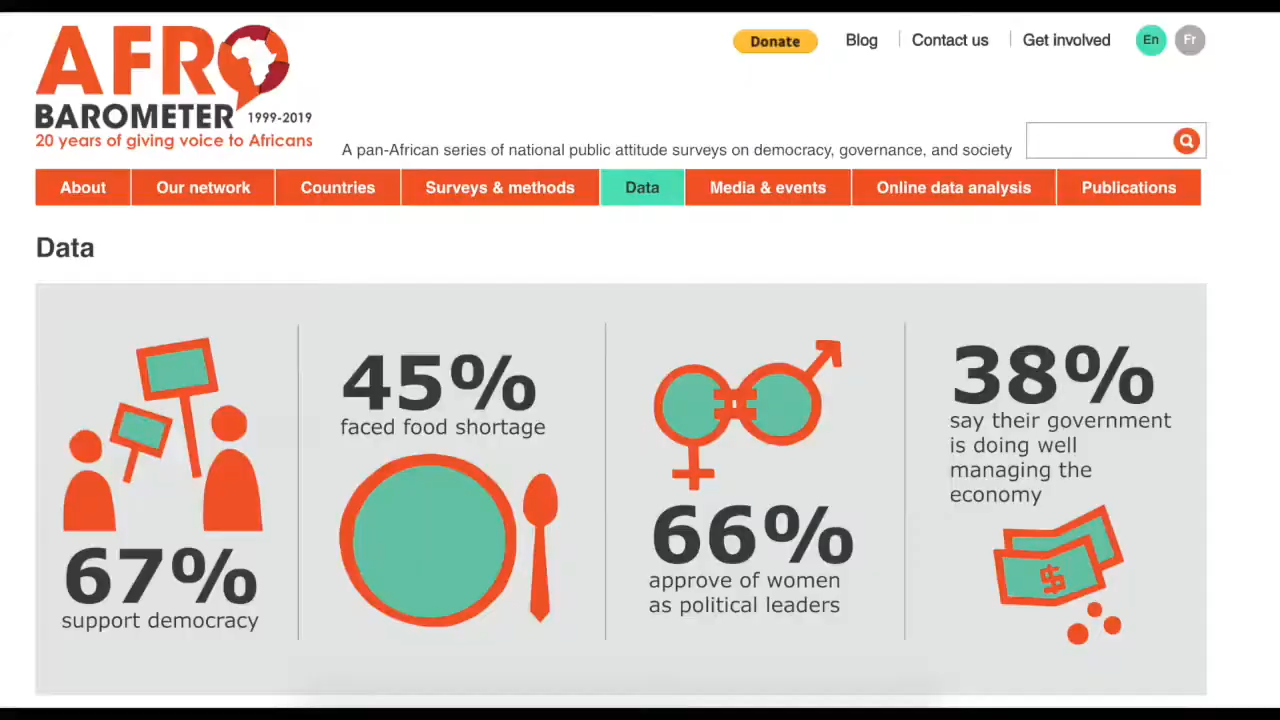 AFRO
BAROMETER 1999-2019
20 years of giving voice to Africans
Donate
Blog
Contact us
Get involved
En
Fr
A pan-African series of national public attitude surveys on democracy, governance, and society
About
Our network
Countries
Surveys & methods
Data
Media & events
Online data analysis
Publications
Data
67%
support democracy
45%
faced food shortage
66%
approve of women
as political leaders
38%
say their government
is doing well
managing the
economy
$